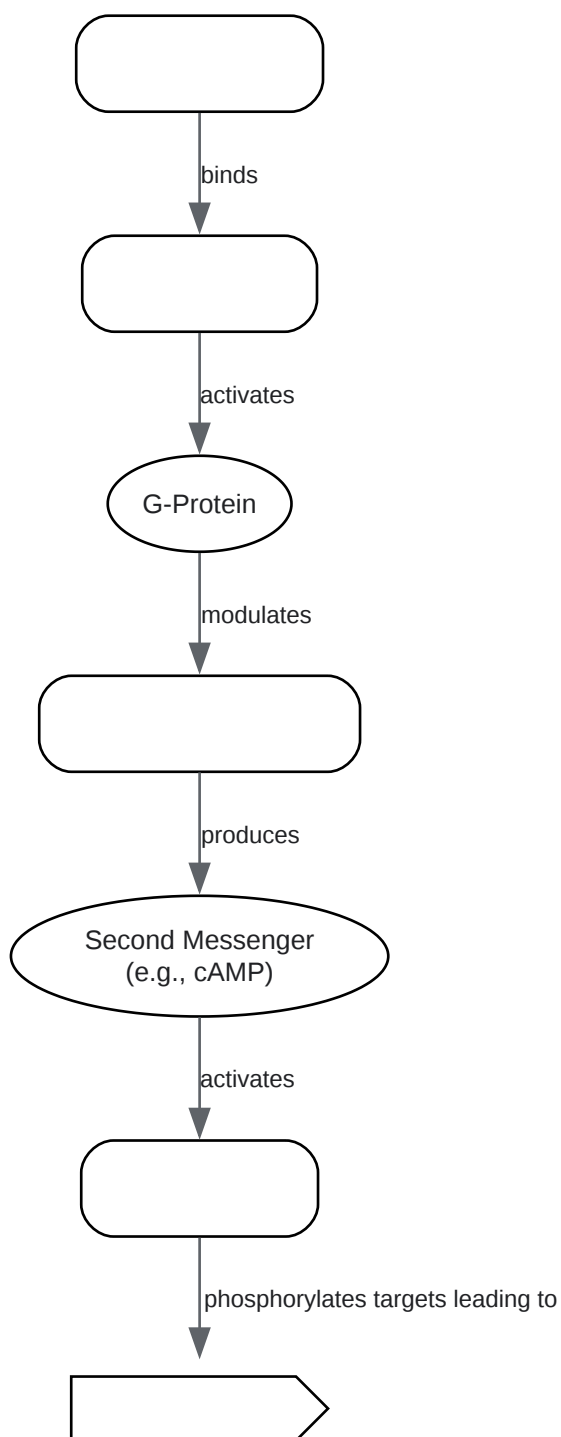 binds
activates
G-Protein
modulates
produces
Second Messenger
(e.g., cAMP)
activates
phosphorylates targets leading to